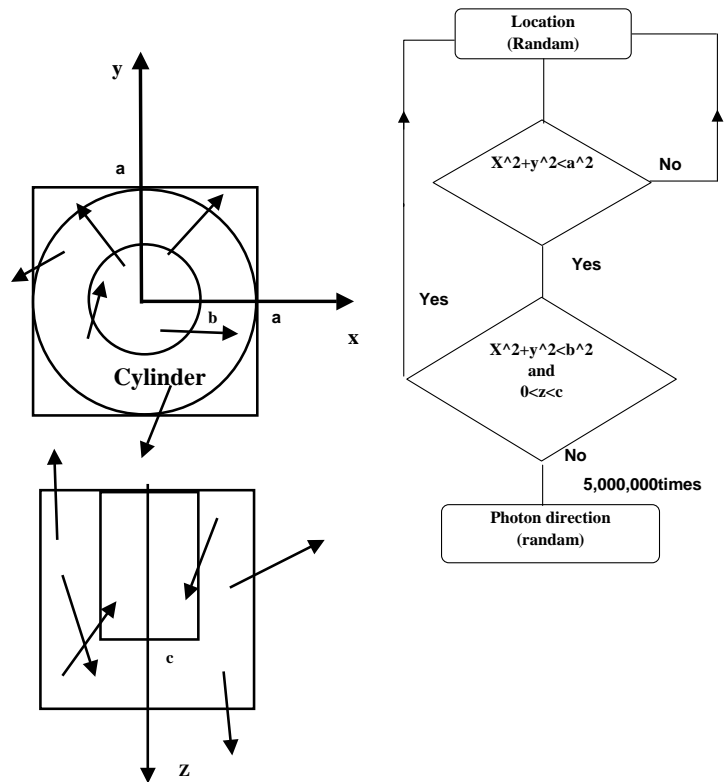 y
a
b
a
x
Cylinder
c
Z
Location
(Randam)
X^2+y^2<a^2
No
Yes
Yes
X^2+y^2<b^2
and
0<z<c
No
5,000,000times
Photon direction
(randam)